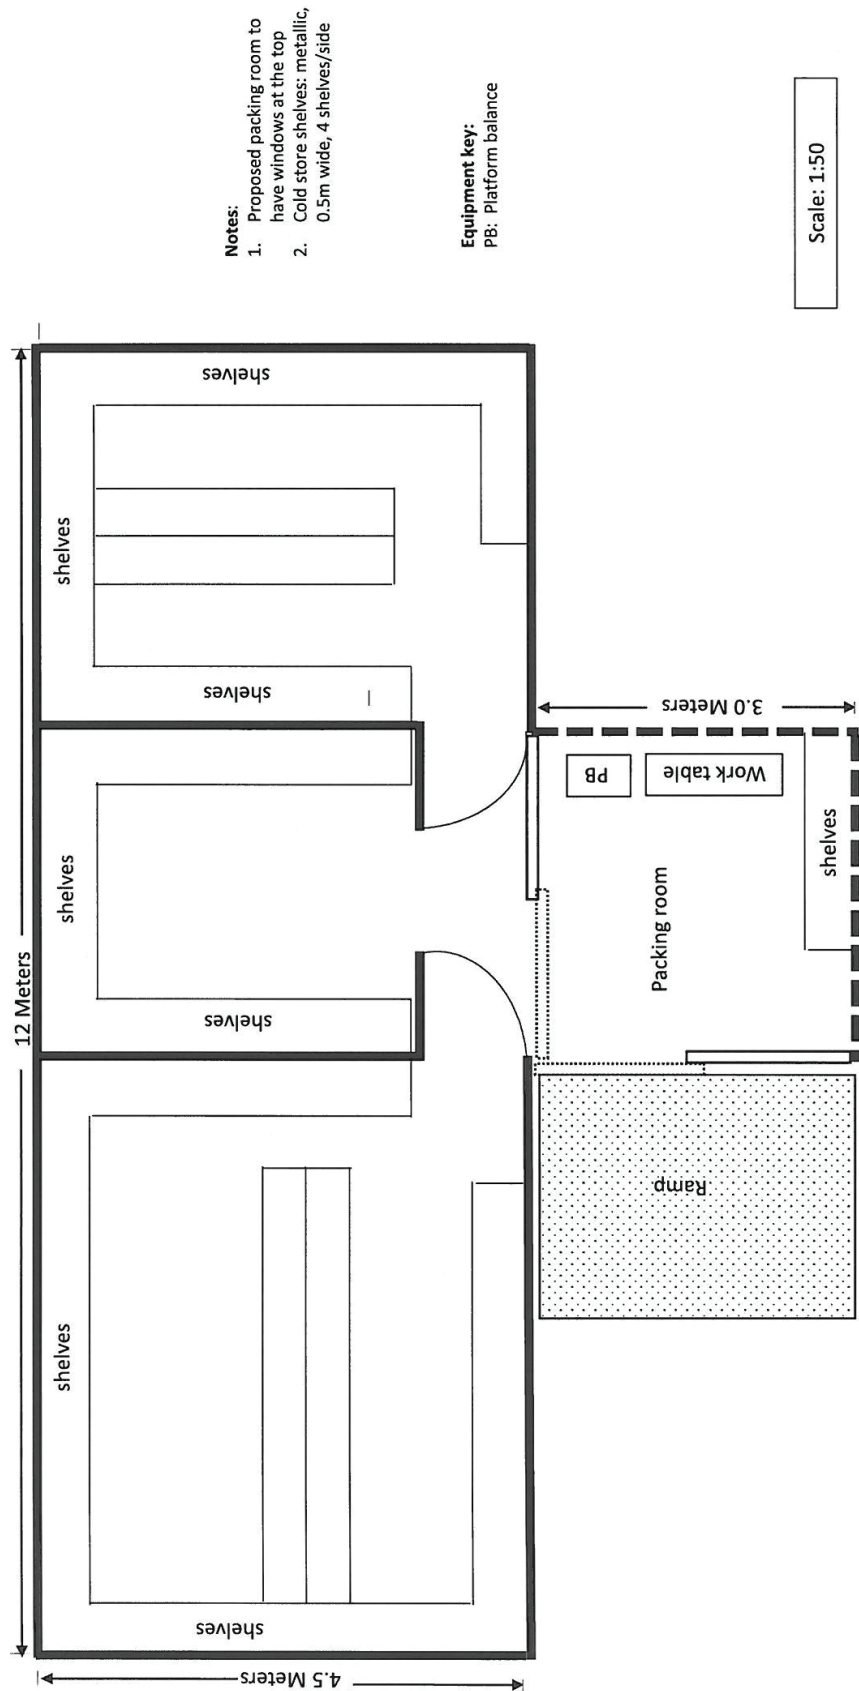 12 Meters
4.5 Meters
shelves
shelves
shelves
shelves
shelves
shelves
shelves
3.0 Meters
PB
Work table
Packing room
shelves
Ramp
Notes:
1. Proposed packing room to
have windows at the top
2. Cold store shelves: metallic,
0.5m wide, 4 shelves/side
Equipment key:
PB: Platform balance
Scale: 1:50